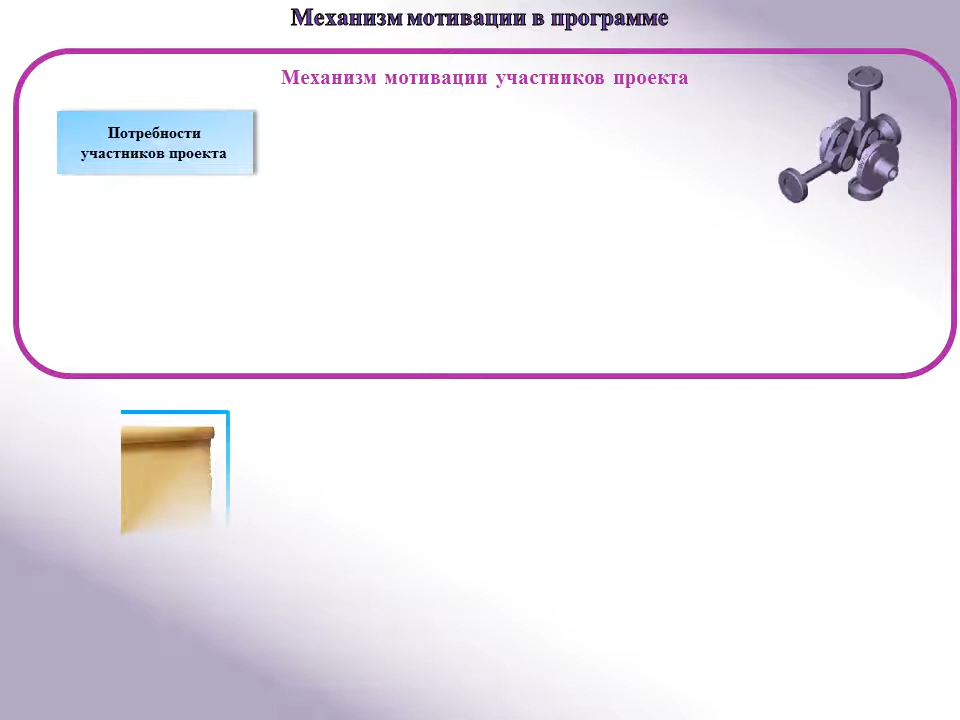 Механизм мотивации в программе
Механизм мотивации участников проекта
Потребности
участников проекта